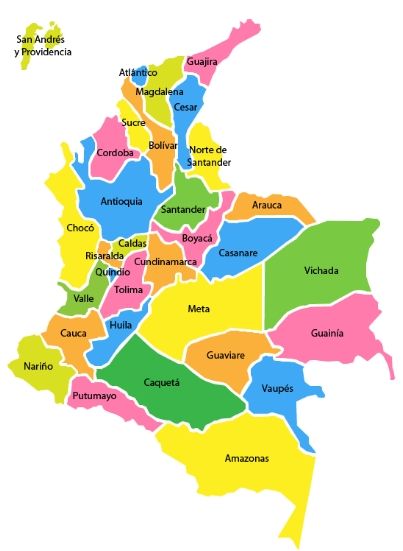 San Andrés
y Providencia
Guajira
Atlántico
Magdalena
Cesar
Sucre
Bolívar
Norte de
Santander
Cordoba
Antioquia
Santander
Arauca
Chocó
Boyacá
Caldas
Casanare
Risaralda
Cundinamarca
Quindío
Vichada
Tolima
Valle
Meta
Huila
Cauca
Guainía
Guaviare
Nariño
Caquetá
Vaupés
Putumayo
Amazonas